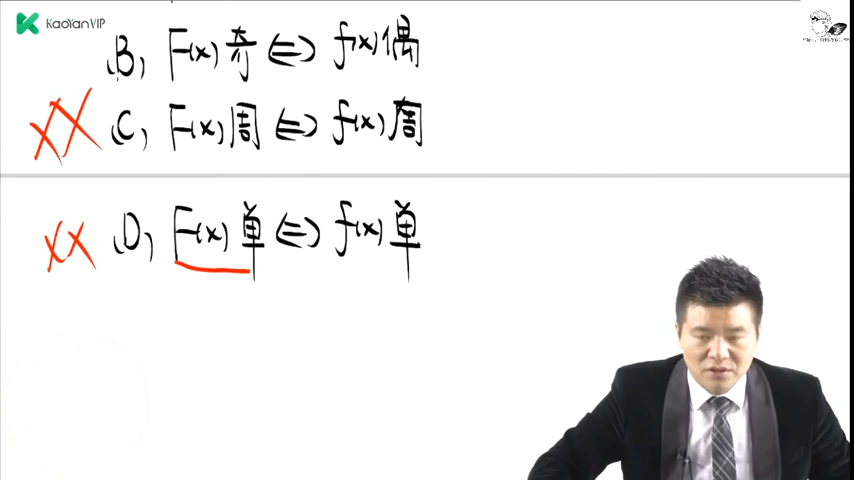 KaoYanVIP
B, F(x)奇⇔f(x)偶
XX C, F(x)周⇔f(x)周
XX D, F(x)单⇔f(x)单